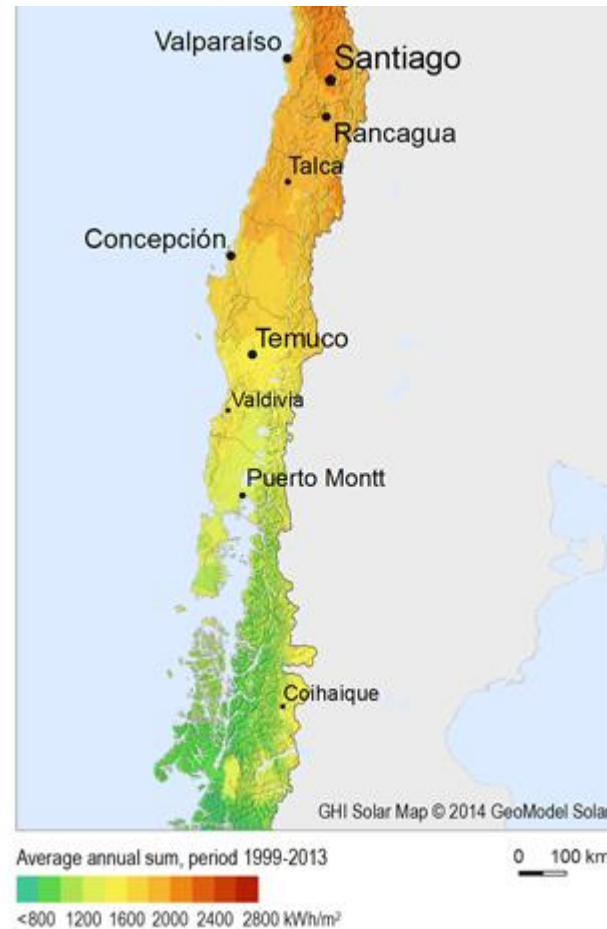 Valparaíso
Santiago
Rancagua
Talca
Concepción
Temuco
Valdivia
Puerto Montt
Coihaique
GHI Solar Map © 2014 GeoModel Solar
Average annual sum, period 1999-2013
0 100 km
<800 1200 1600 2000 2400 2800 kWh/m²